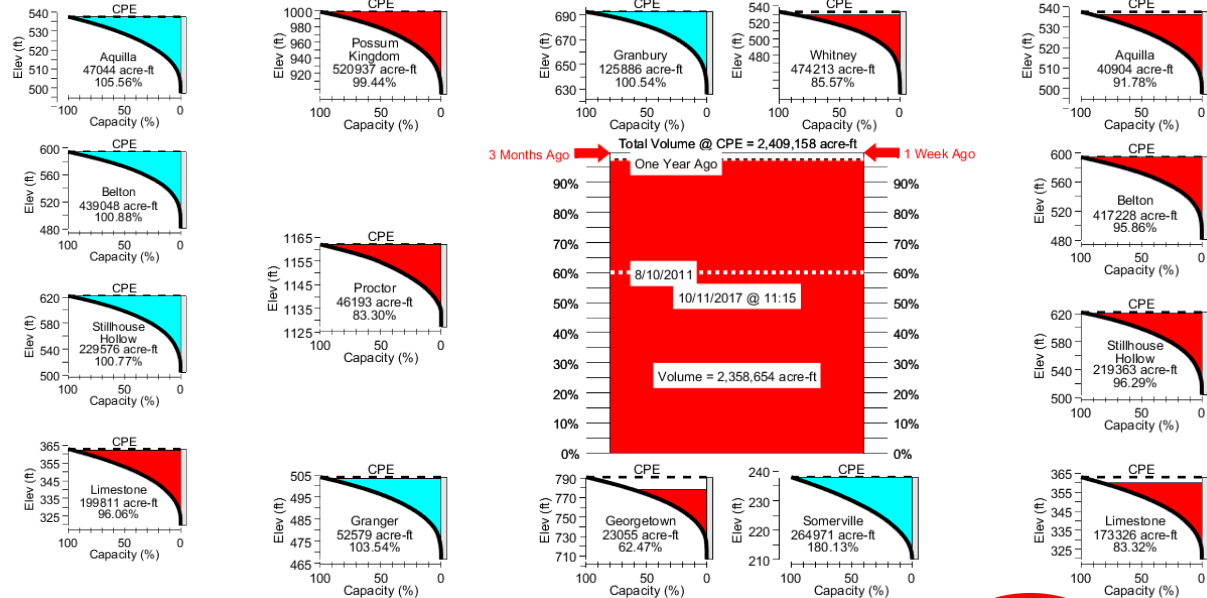 CPE
540
530
520
510
500
Elev (ft)
Aquilla
47044 acre-ft
105.56%
100 50 0
Capacity (%)
CPE
1000
980
960
940
920
Elev (ft)
Possum
Kingdom
520937 acre-ft
99.44%
100 50 0
Capacity (%)
CPE
690
670
650
630
Elev (ft)
Granbury
125886 acre-ft
100.54%
100 50 0
Capacity (%)
CPE
540
520
500
480
Elev (ft)
Whitney
474213 acre-ft
85.57%
100 50 0
Capacity (%)
CPE
540
530
520
510
500
Elev (ft)
Aquilla
40904 acre-ft
91.78%
100 50 0
Capacity (%)
CPE
600
560
520
480
Elev (ft)
Belton
439048 acre-ft
100.88%
100 50 0
Capacity (%)
CPE
1165
1155
1145
1135
1125
Elev (ft)
Proctor
46193 acre-ft
83.30%
100 50 0
Capacity (%)
Total Volume @ CPE = 2,409,158 acre-ft
3 Months Ago
1 Week Ago
One Year Ago
90% 90%
80% 80%
70% 70%
60% 8/10/2011 60%
10/11/2017 @ 11:15
50% 50%
40% 40%
30% 30%
Volume = 2,358,654 acre-ft
20% 20%
10% 10%
0% 0%
CPE
600
560
520
480
Elev (ft)
Belton
417228 acre-ft
95.86%
100 50 0
Capacity (%)
CPE
620
580
540
500
Elev (ft)
Stillhouse
Hollow
229576 acre-ft
100.77%
100 50 0
Capacity (%)
CPE
620
580
540
500
Elev (ft)
Stillhouse
Hollow
219363 acre-ft
96.29%
100 50 0
Capacity (%)
CPE
365
355
345
335
325
Elev (ft)
Limestone
199811 acre-ft
96.06%
100 50 0
Capacity (%)
CPE
505
495
485
475
465
Elev (ft)
Granger
52579 acre-ft
103.54%
100 50 0
Capacity (%)
CPE
790
770
750
730
710
Elev (ft)
Georgetown
23055 acre-ft
62.47%
100 50 0
Capacity (%)
CPE
240
230
220
210
Elev (ft)
Somerville
264971 acre-ft
180.13%
100 50 0
Capacity (%)
CPE
365
355
345
335
325
Elev (ft)
Limestone
173326 acre-ft
83.32%
100 50 0
Capacity (%)